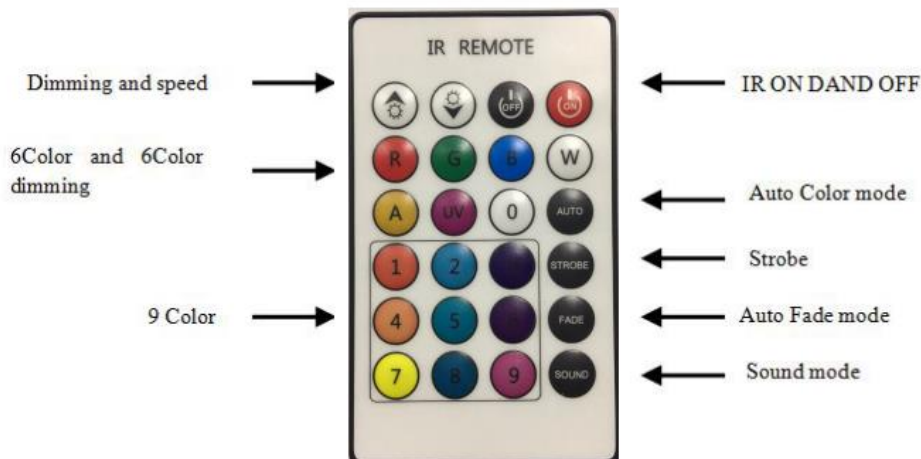 IR REMOTE
Dimming and speed
IR ON DAND OFF
OFF
ON
6Color and 6Color
dimming
R G B W
Auto Color mode
A UV 0 AUTO
1 2 STROBE
Strobe
9 Color
4 5 FADE
Auto Fade mode
7 8 9 SOUND
Sound mode